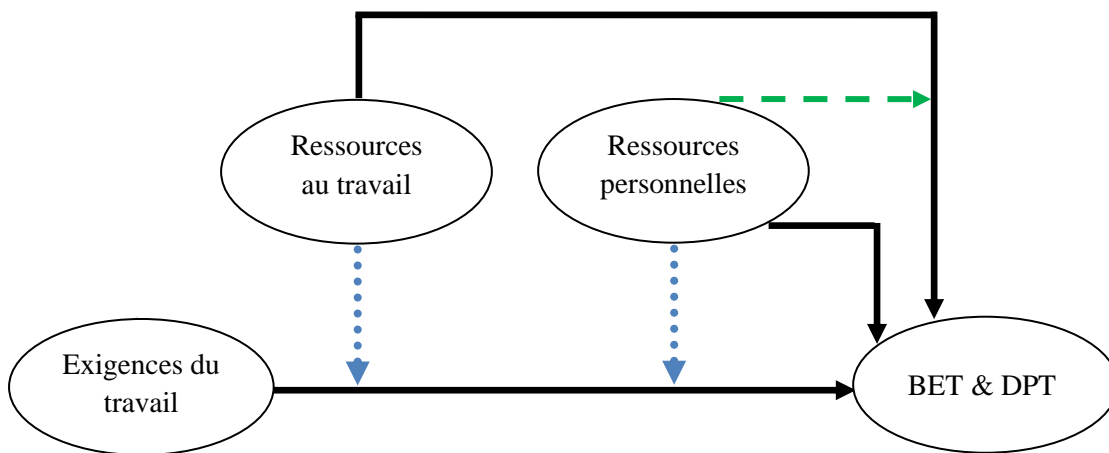 Ressources
au travail
Ressources
personnelles
Exigences du
travail
BET & DPT